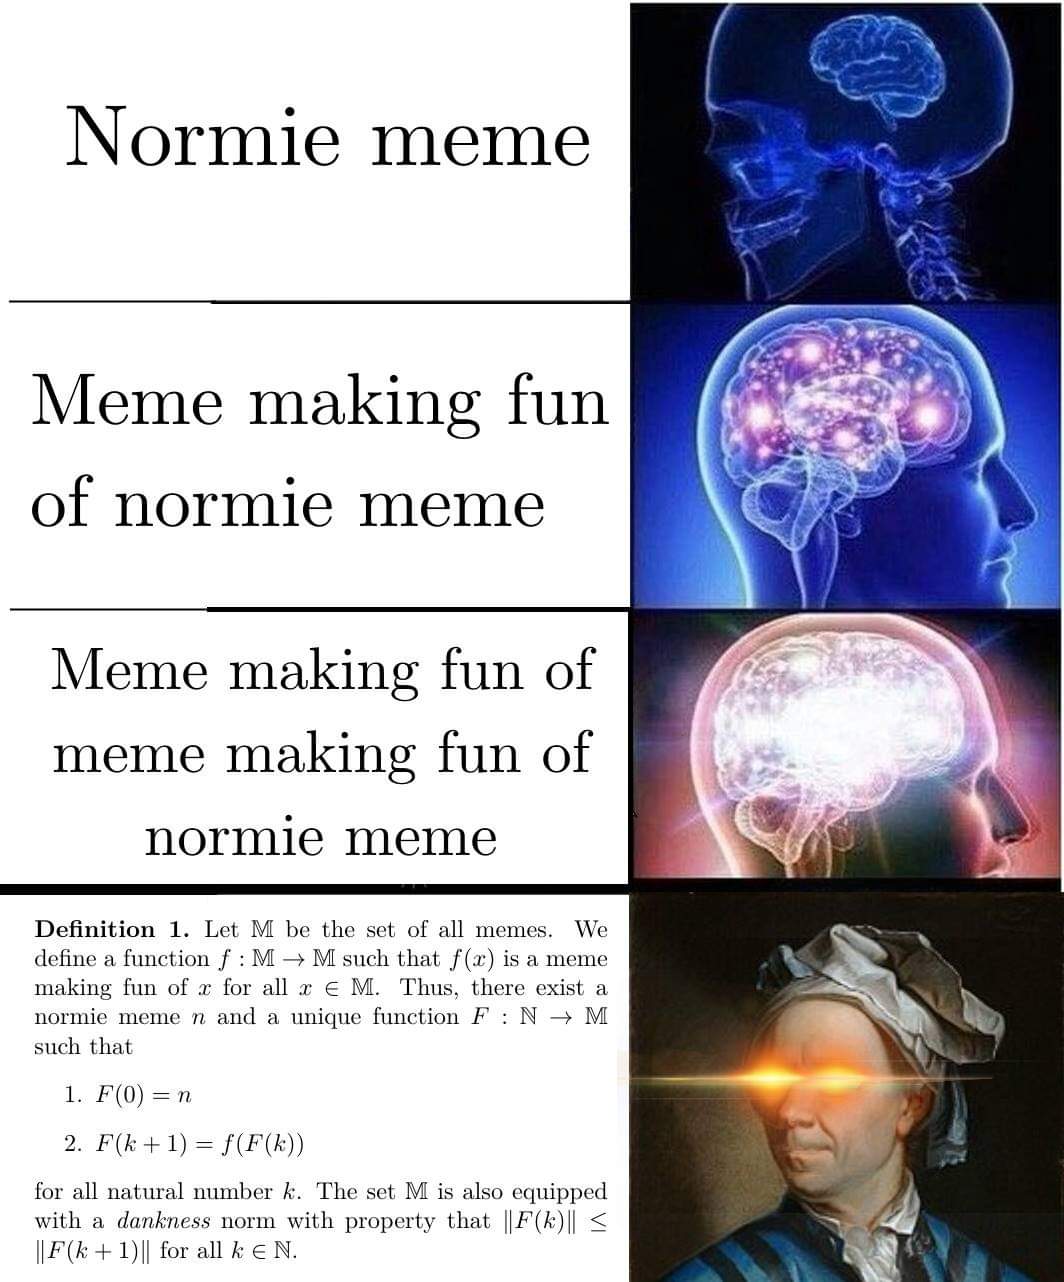 Normie meme
Meme making fun
of normie meme
Meme making fun of
meme making fun of
normie meme
Definition 1. Let 𝕄 be the set of all memes. We
define a function f : 𝕄 → 𝕄 such that f(x) is a meme
making fun of x for all x ∈ 𝕄. Thus, there exist a
normie meme n and a unique function F : ℕ → 𝕄
such that
1. F(0) = n
2. F(k + 1) = f(F(k))
for all natural number k. The set 𝕄 is also equipped
with a dankness norm with property that ‖F(k)‖ ≤
‖F(k + 1)‖ for all k ∈ ℕ.